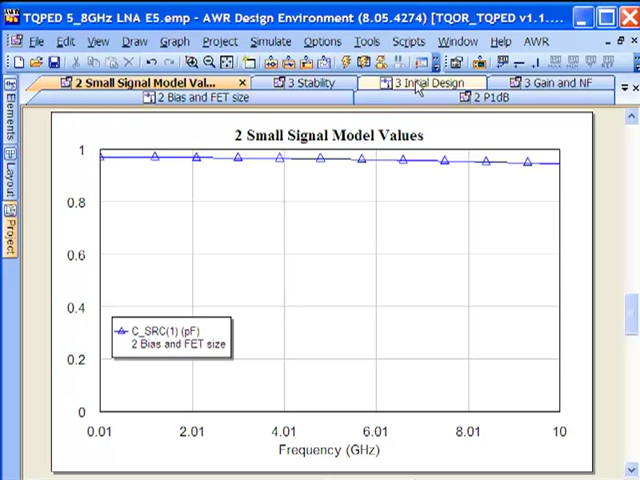 TQPED 5_8GHz LNA E5.emp - AWR Design Environment (8.05.4274) [TQOR_TQPED v1.1....
File Edit View Draw Graph Project Simulate Options Tools Scripts Window Help AWR
2 Small Signal Model Val... 3 Stability 3 Initial Design 3 Gain and NF
2 Bias and FET size 2 P1dB
Elements
Layout
Project
2 Small Signal Model Values
1
0.8
0.6
0.4
0.2
0
C_SRC(1) (pF)
2 Bias and FET size
0.01 2.01 4.01 6.01 8.01 10
Frequency (GHz)